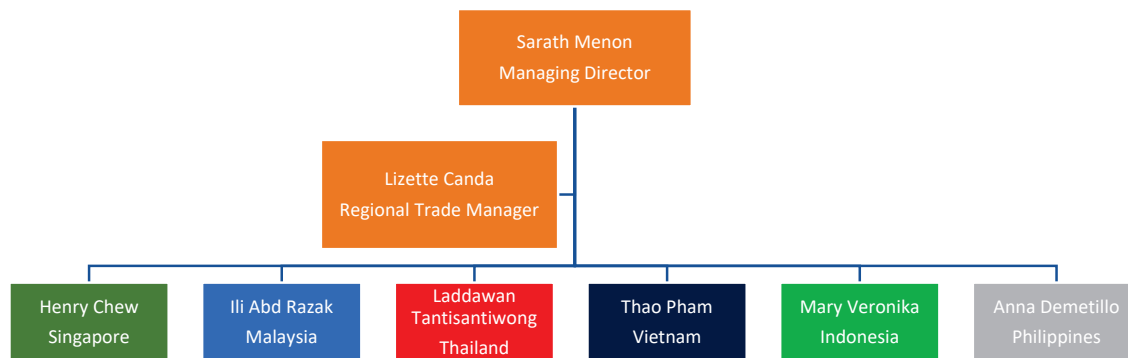 Sarath Menon
Managing Director
Lizette Canda
Regional Trade Manager
Henry Chew
Singapore
Ili Abd Razak
Malaysia
Laddawan
Tantisantiwong
Thailand
Thao Pham
Vietnam
Mary Veronika
Indonesia
Anna Demetillo
Philippines